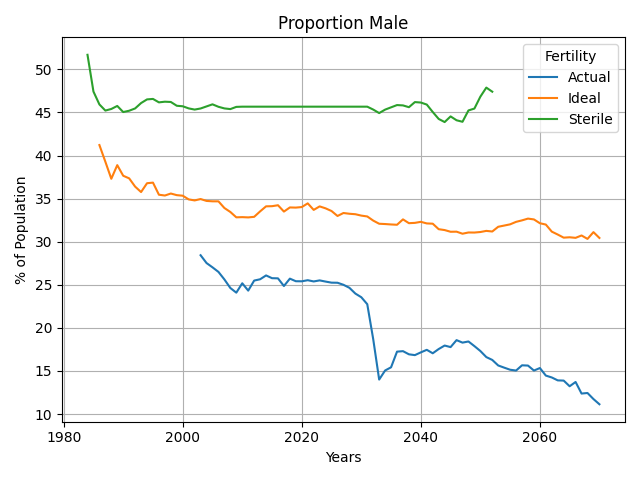 Proportion Male
Fertility
Actual
Ideal
Sterile
% of Population
50
45
40
35
30
25
20
15
10
1980
2000
2020
2040
2060
Years